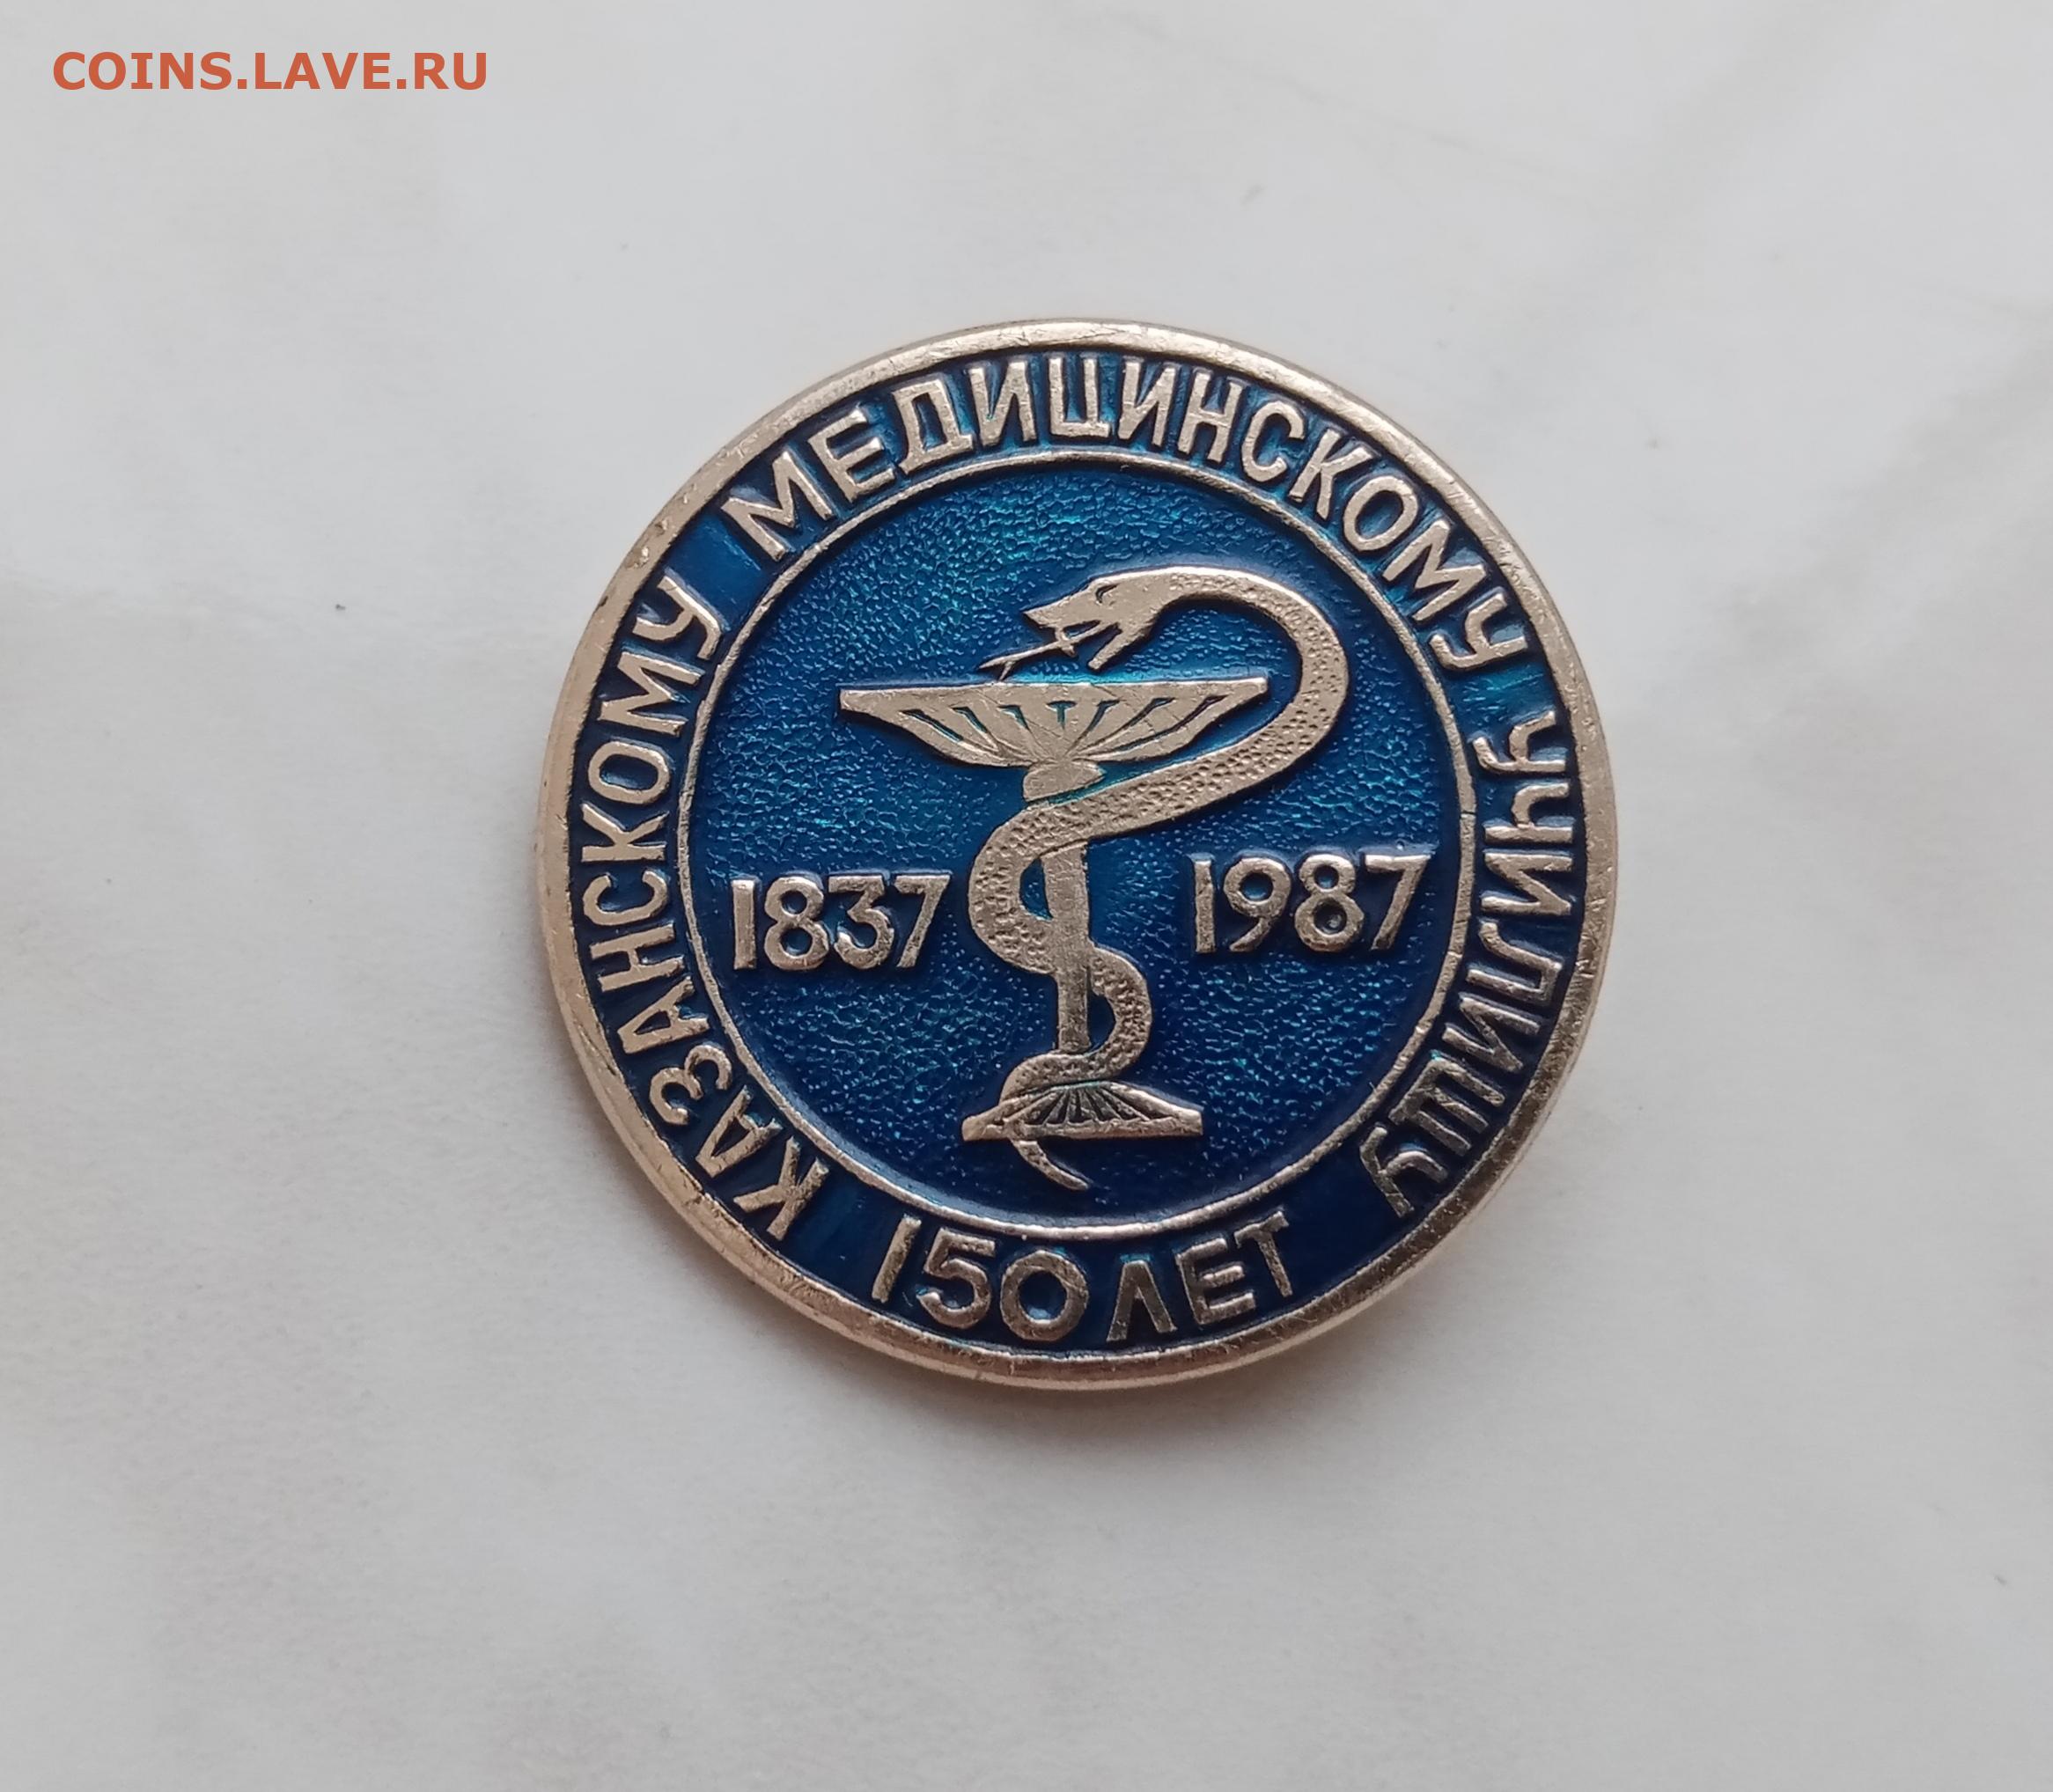 COINS.LAVE.RU
КАЗАНСКОМУ МЕДИЦИНСКОМУ УЧИЛИЩУ
1837 1987
150 ЛЕТ